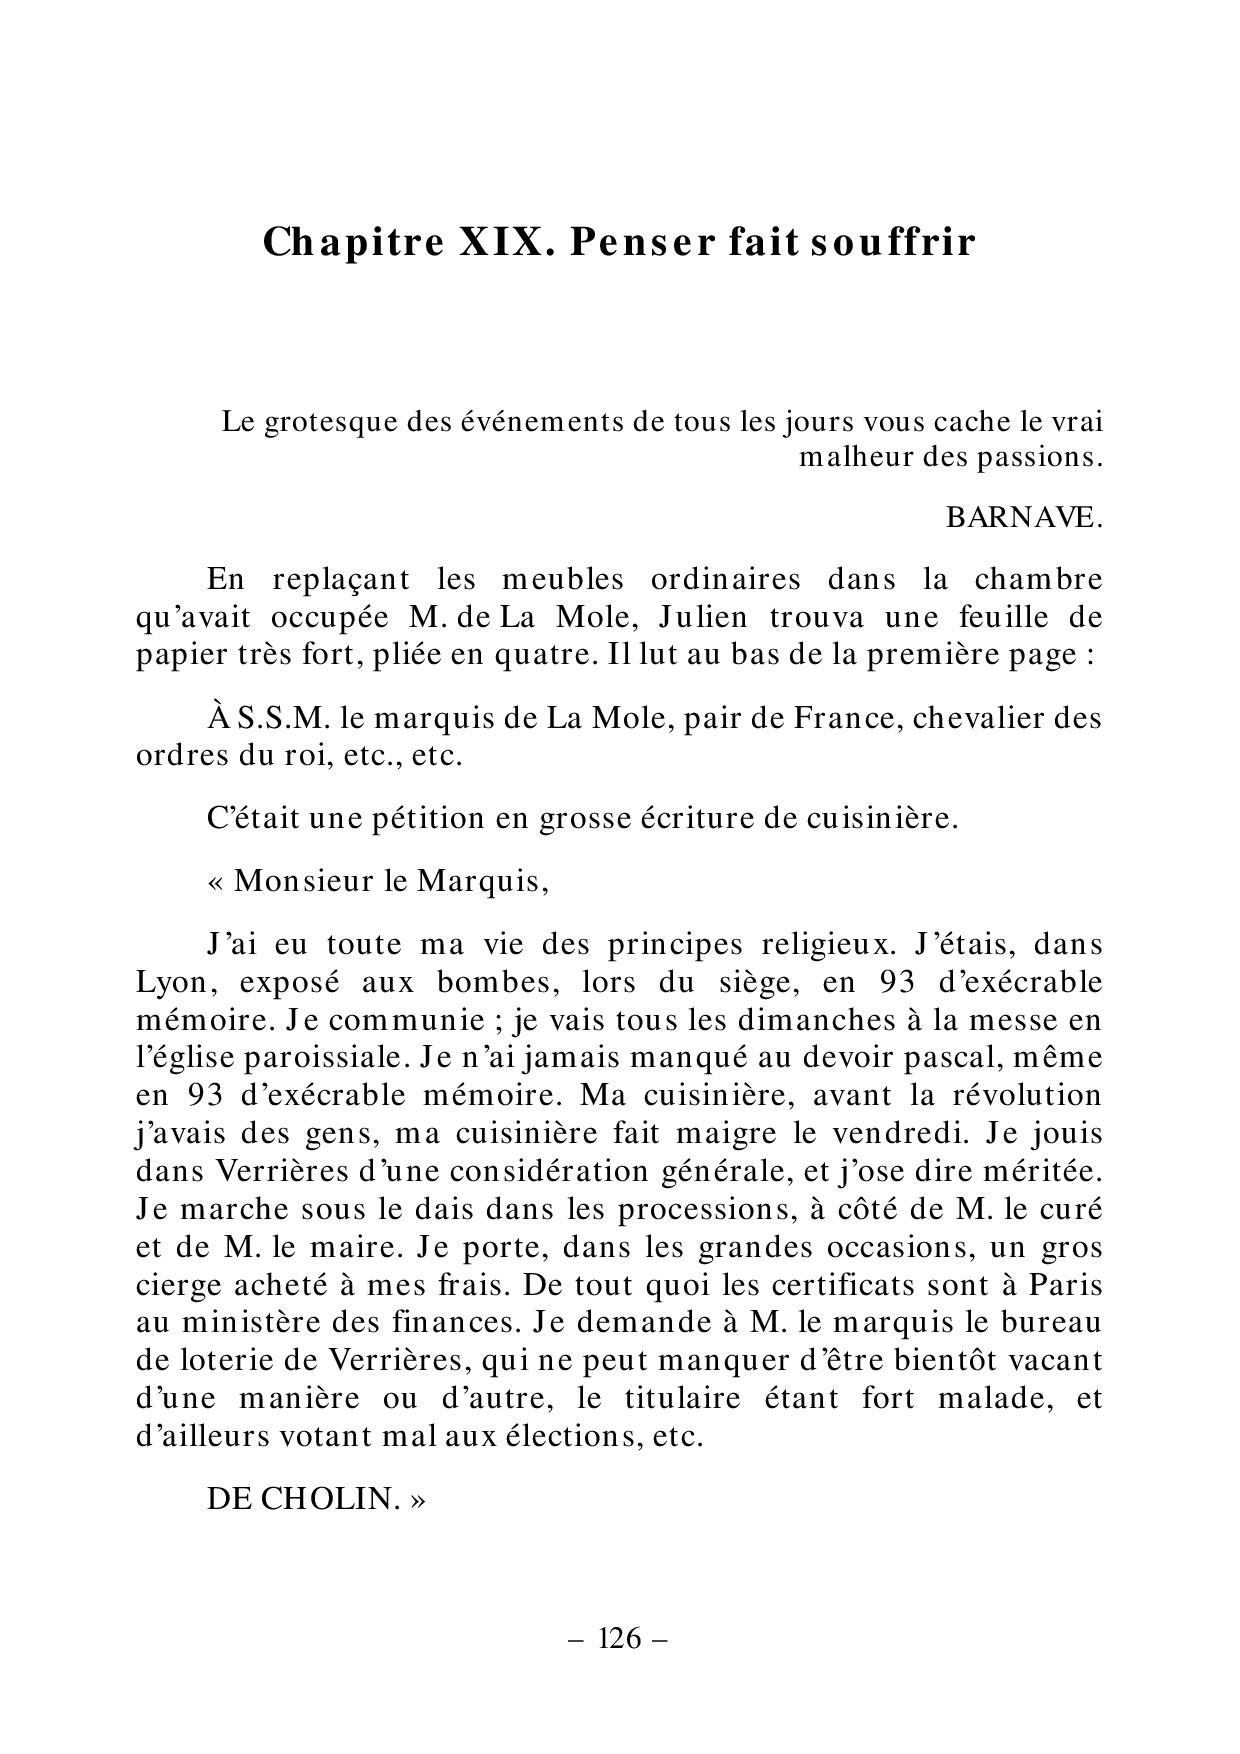 Chapitre XIX. Penser fait souffrir
Le grotesque des événements de tous les jours vous cache le vrai
malheur des passions.
BARNAVE.
En replaçant les meubles ordinaires dans la chambre
qu’avait occupée M. de La Mole, Julien trouva une feuille de
papier très fort, pliée en quatre. Il lut au bas de la première page :
À S.S.M. le marquis de La Mole, pair de France, chevalier des
ordres du roi, etc., etc.
C’était une pétition en grosse écriture de cuisinière.
« Monsieur le Marquis,
J’ai eu toute ma vie des principes religieux. J’étais, dans
Lyon, exposé aux bombes, lors du siège, en 93 d’exécrable
mémoire. Je communie ; je vais tous les dimanches à la messe en
l’église paroissiale. Je n’ai jamais manqué au devoir pascal, même
en 93 d’exécrable mémoire. Ma cuisinière, avant la révolution
j’avais des gens, ma cuisinière fait maigre le vendredi. Je jouis
dans Verrières d’une considération générale, et j’ose dire méritée.
Je marche sous le dais dans les processions, à côté de M. le curé
et de M. le maire. Je porte, dans les grandes occasions, un gros
cierge acheté à mes frais. De tout quoi les certificats sont à Paris
au ministère des finances. Je demande à M. le marquis le bureau
de loterie de Verrières, qui ne peut manquer d’être bientôt vacant
d’une manière ou d’autre, le titulaire étant fort malade, et
d’ailleurs votant mal aux élections, etc.
DE CHOLIN. »
– 126 –